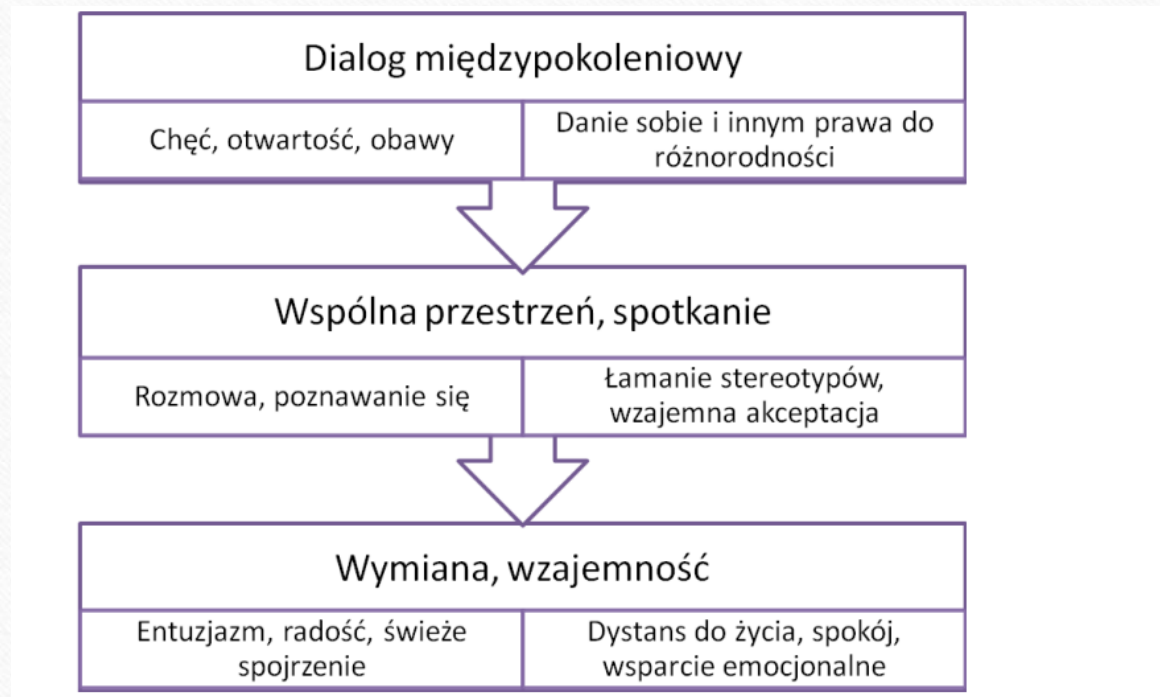 Dialog międzypokoleniowy
Chęć, otwartość, obawy
Danie sobie i innym prawa do
różnorodności
Wspólna przestrzeń, spotkanie
Rozmowa, poznawanie się
Łamanie stereotypów,
wzajemna akceptacja
Wymiana, wzajemność
Entuzjazm, radość, świeże
spojrzenie
Dystans do życia, spokój,
wsparcie emocjonalne